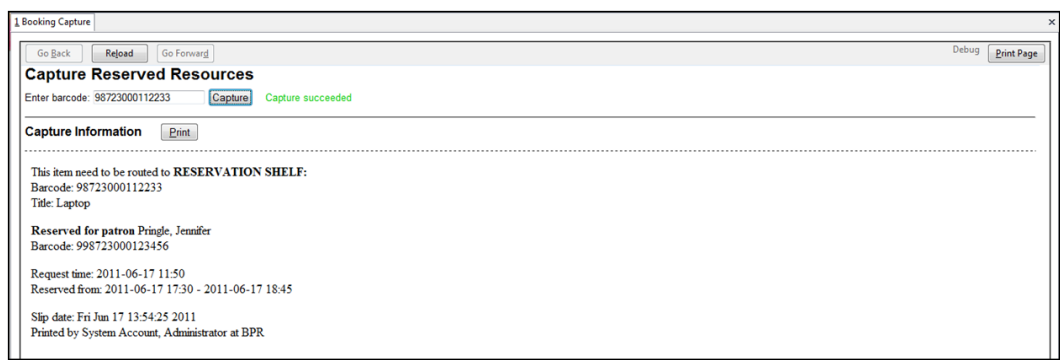 1 Booking Capture x
Go Back Reload Go Forward Debug Print Page
Capture Reserved Resources
Enter barcode: 98723000112233 Capture Capture succeeded
Capture Information Print
This item need to be routed to RESERVATION SHELF:
Barcode: 98723000112233
Title: Laptop
Reserved for patron Pringle, Jennifer
Barcode: 998723000123456
Request time: 2011-06-17 11:50
Reserved from: 2011-06-17 17:30 - 2011-06-17 18:45
Slip date: Fri Jun 17 13:54:25 2011
Printed by System Account, Administrator at BPR